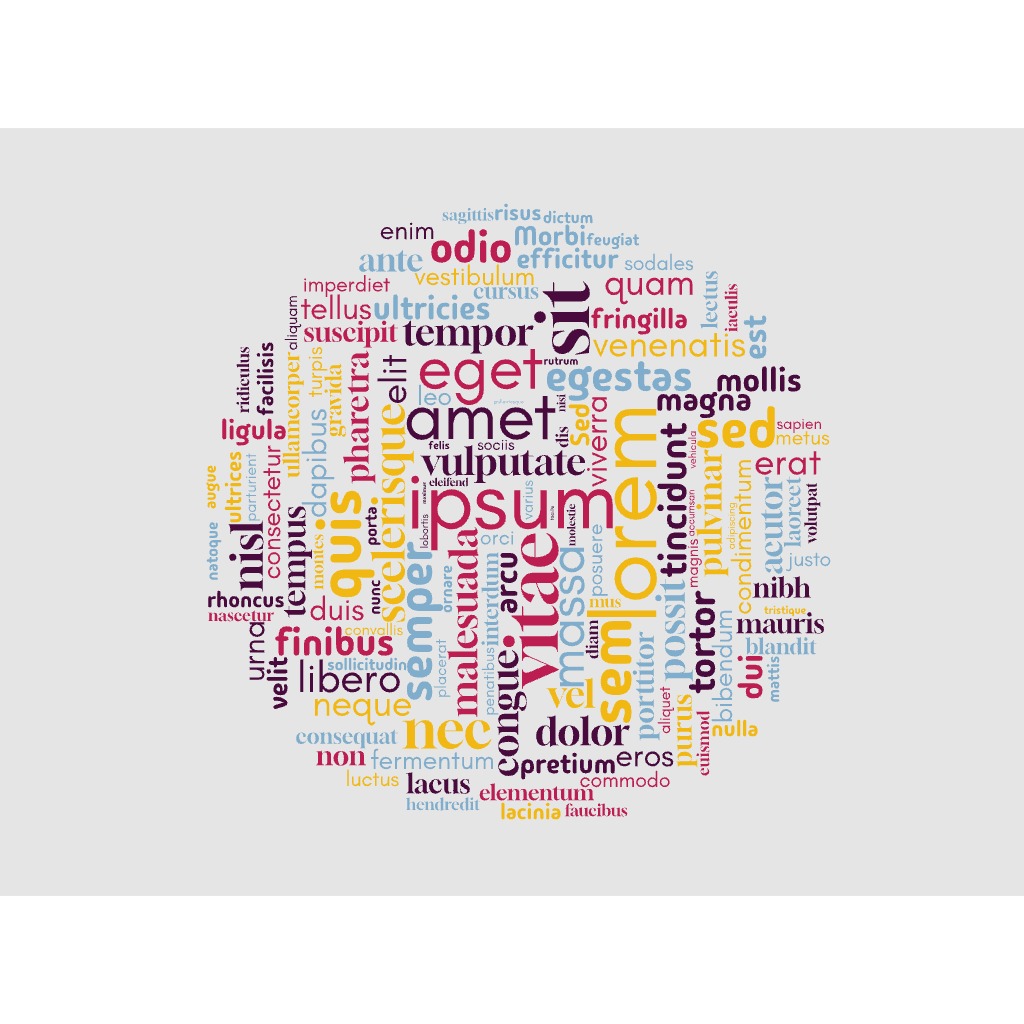 sagittis risus dictum
enim
odio
Morbi feugiat
ante
efficitur sodales
vestibulum
cursus
imperdiet
quam
lectus
iaculis
tellus ultricies
sit
aliquam
suscipit tempor
fringilla
est
venenatis
ridiculus
facilisis
ullamcorper
turpis
gravida
pharetra
elit
eget
rutrum
egestas
mollis
leo
nisi
magna
amet
Sed
viverra
lorem
ligula
dapibus
scelerisque
felis
sociis
dis
tincidunt
vehicula
sed
sapien
metus
vulputate
erat
augue
ultrices
parturient
consectetur
eleifend
ipsum
varius
molestie
accumsan
pulvinar
adipiscing
condimentum
auctor
laoreet
volutpat
natoque
nisl
tempus
montes
quis
porta
lobortis
malesuada
orci
vitae
massa
posuere
magnis
justo
rhoncus
nascetur
duis
nunc
semper
ornare
interdum
arcu
mus
possit
tortor
nibh
tristique
mauris
urna
finibus
convallis
diam
sem
portutor
bibendum
blandit
velit
sollicitudin
libero
placerat
penatibus
congue
vel
aliquet
dui
mattis
neque
nec
dolor
purus
euismod
nulla
consequat
non
fermentum
pretium
eros
luctus
lacus
commodo
elementum
hendredit
lacinia
faucibus